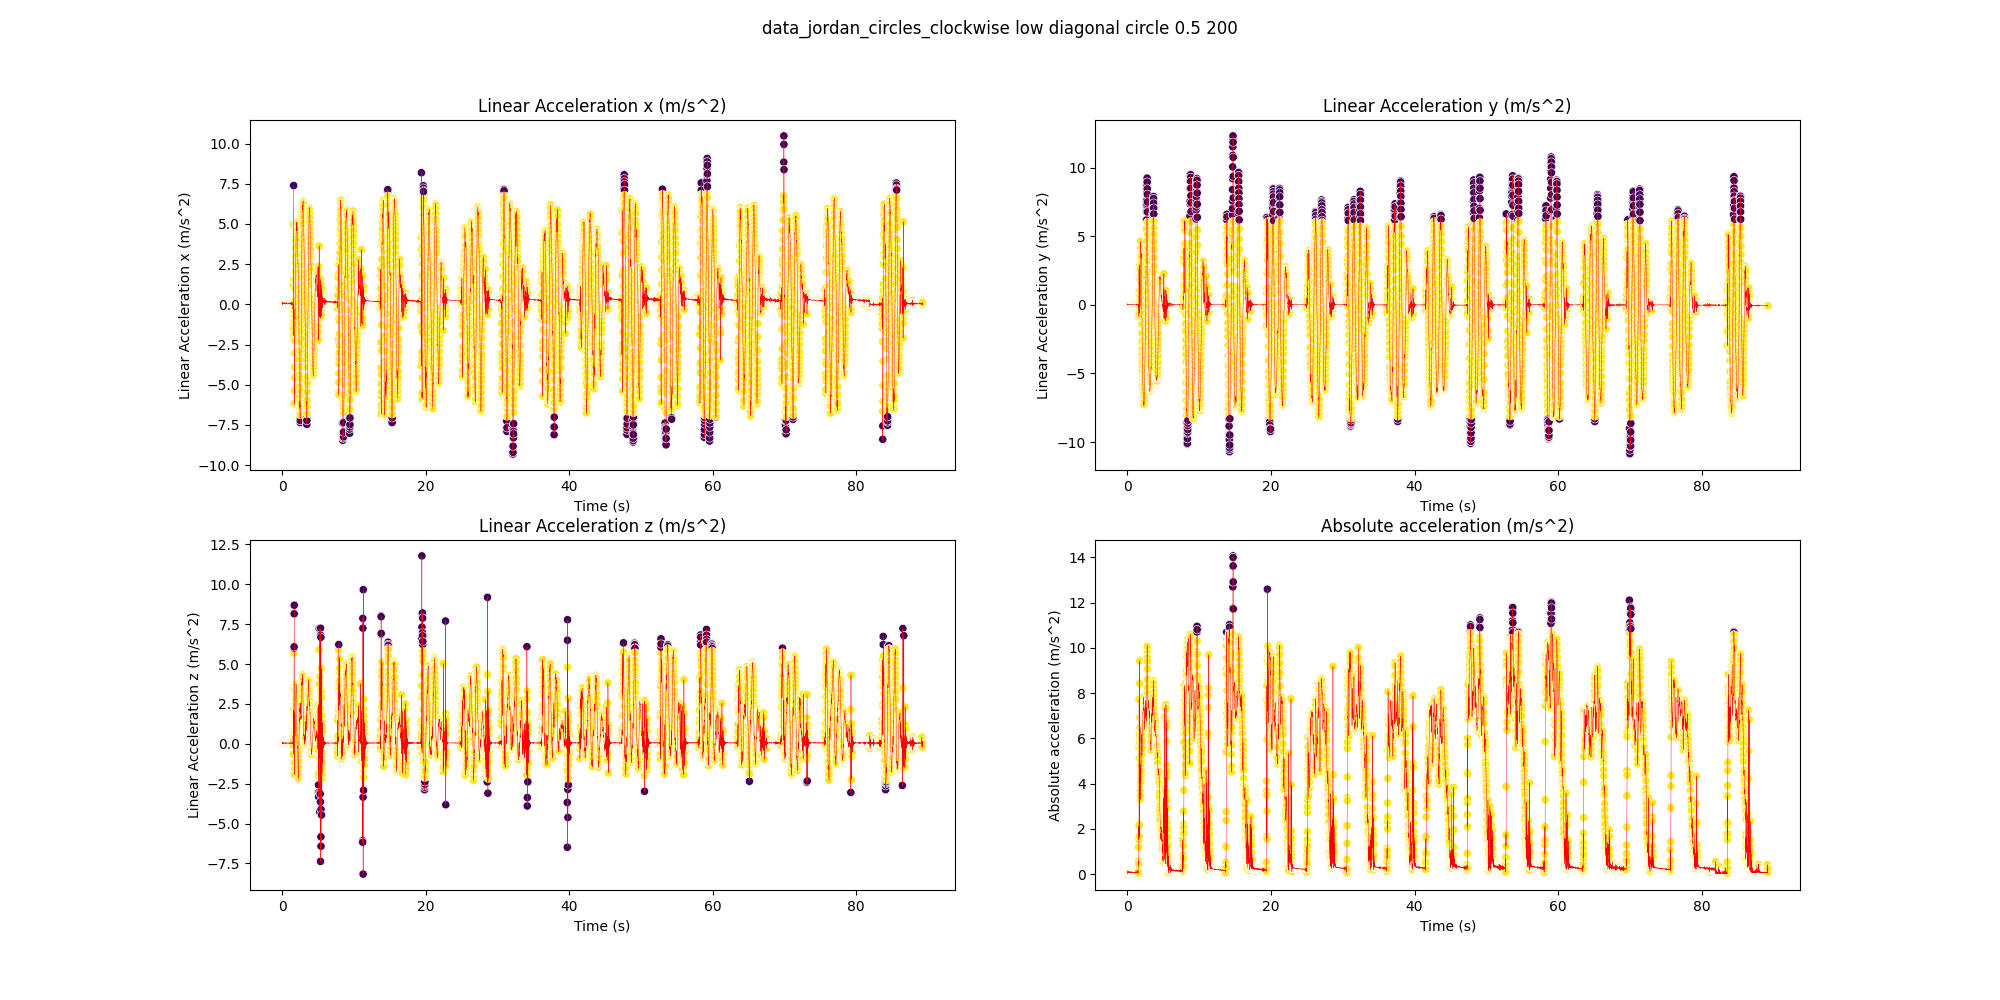 data_jordan_circles_clockwise low diagonal circle 0.5 200
Linear Acceleration x (m/s^2)
Linear Acceleration x (m/s^2)
10.0
7.5
5.0
2.5
0.0
−2.5
−5.0
−7.5
−10.0
0 20 40 60 80
Time (s)
Linear Acceleration y (m/s^2)
Linear Acceleration y (m/s^2)
10
5
0
−5
−10
0 20 40 60 80
Time (s)
Linear Acceleration z (m/s^2)
Linear Acceleration z (m/s^2)
12.5
10.0
7.5
5.0
2.5
0.0
−2.5
−5.0
−7.5
0 20 40 60 80
Time (s)
Absolute acceleration (m/s^2)
Absolute acceleration (m/s^2)
14
12
10
8
6
4
2
0
0 20 40 60 80
Time (s)